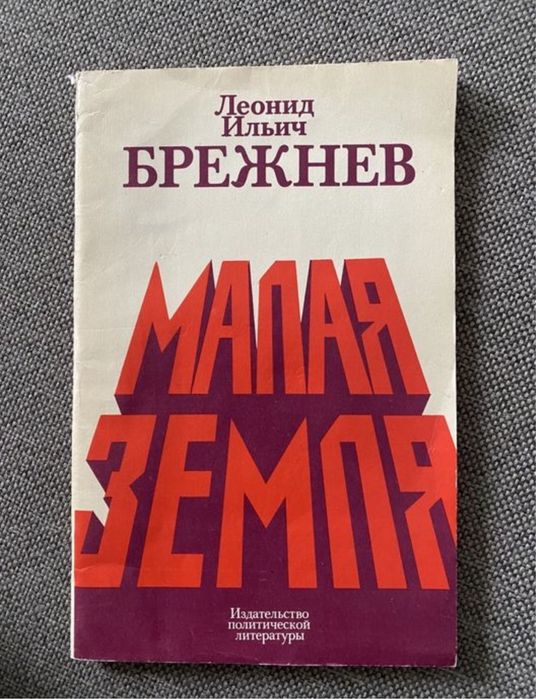 Леонид
Ильич
БРЕЖНЕВ
МАЛАЯ
ЗЕМЛЯ
Издательство
политической
литературы